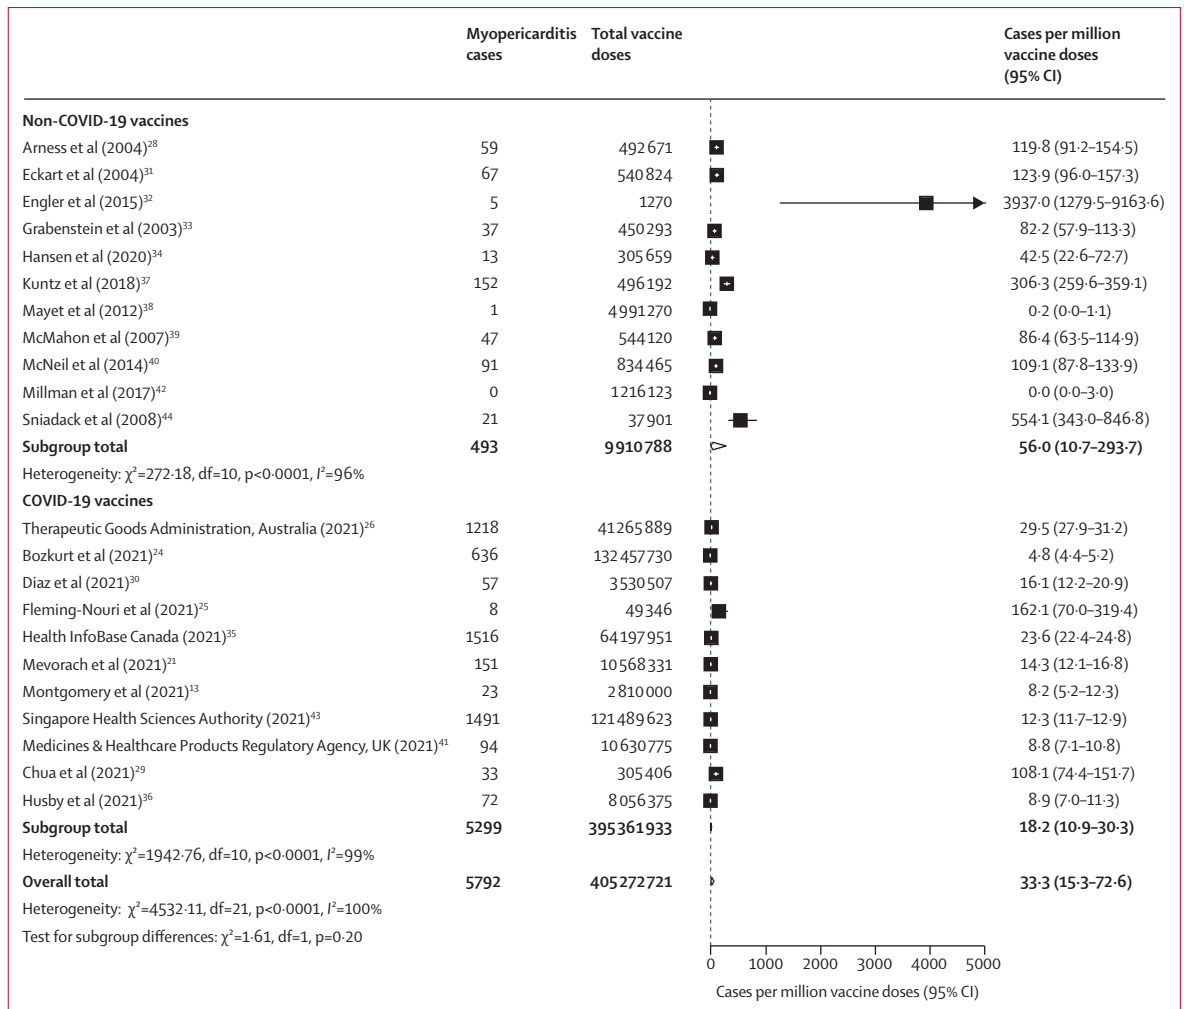 Myopericarditis cases Total vaccine doses Cases per million vaccine doses (95% CI)
Non-COVID-19 vaccines
Arness et al (2004)²⁸ 59 492671 119·8 (91·2–154·5)
Eckart et al (2004)³¹ 67 540824 123·9 (96·0–157·3)
Engler et al (2015)³² 5 1270 3937·0 (1279·5–9163·6)
Grabenstein et al (2003)³³ 37 450293 82·2 (57·9–113·3)
Hansen et al (2020)³⁴ 13 305659 42·5 (22·6–72·7)
Kuntz et al (2018)³⁷ 152 496192 306·3 (259·6–359·1)
Mayet et al (2012)³⁸ 1 4991270 0·2 (0·0–1·1)
McMahon et al (2007)³⁹ 47 544120 86·4 (63·5–114·9)
McNeil et al (2014)⁴⁰ 91 834465 109·1 (87·8–133·9)
Millman et al (2017)⁴² 0 1216123 0·0 (0·0–3·0)
Sniadack et al (2008)⁴⁴ 21 37901 554·1 (343·0–846·8)
Subgroup total 493 9910788 56·0 (10·7–293·7)
Heterogeneity: χ²=272·18, df=10, p<0·0001, I²=96%
COVID-19 vaccines
Therapeutic Goods Administration, Australia (2021)²⁶ 1218 41265889 29·5 (27·9–31·2)
Bozkurt et al (2021)²⁴ 636 132457730 4·8 (4·4–5·2)
Diaz et al (2021)³⁰ 57 3530507 16·1 (12·2–20·9)
Fleming-Nouri et al (2021)²⁵ 8 49346 162·1 (70·0–319·4)
Health InfoBase Canada (2021)³⁵ 1516 64197951 23·6 (22·4–24·8)
Mevorach et al (2021)²¹ 151 10568331 14·3 (12·1–16·8)
Montgomery et al (2021)¹³ 23 2810000 8·2 (5·2–12·3)
Singapore Health Sciences Authority (2021)⁴³ 1491 121489623 12·3 (11·7–12·9)
Medicines & Healthcare Products Regulatory Agency, UK (2021)⁴¹ 94 10630775 8·8 (7·1–10·8)
Chua et al (2021)²⁹ 33 305406 108·1 (74·4–151·7)
Husby et al (2021)³⁶ 72 8056375 8·9 (7·0–11·3)
Subgroup total 5299 395361933 18·2 (10·9–30·3)
Heterogeneity: χ²=1942·76, df=10, p<0·0001, I²=99%
Overall total 5792 405272721 33·3 (15·3–72·6)
Heterogeneity: χ²=4532·11, df=21, p<0·0001, I²=100%
Test for subgroup differences: χ²=1·61, df=1, p=0·20
0 1000 2000 3000 4000 5000
Cases per million vaccine doses (95% CI)